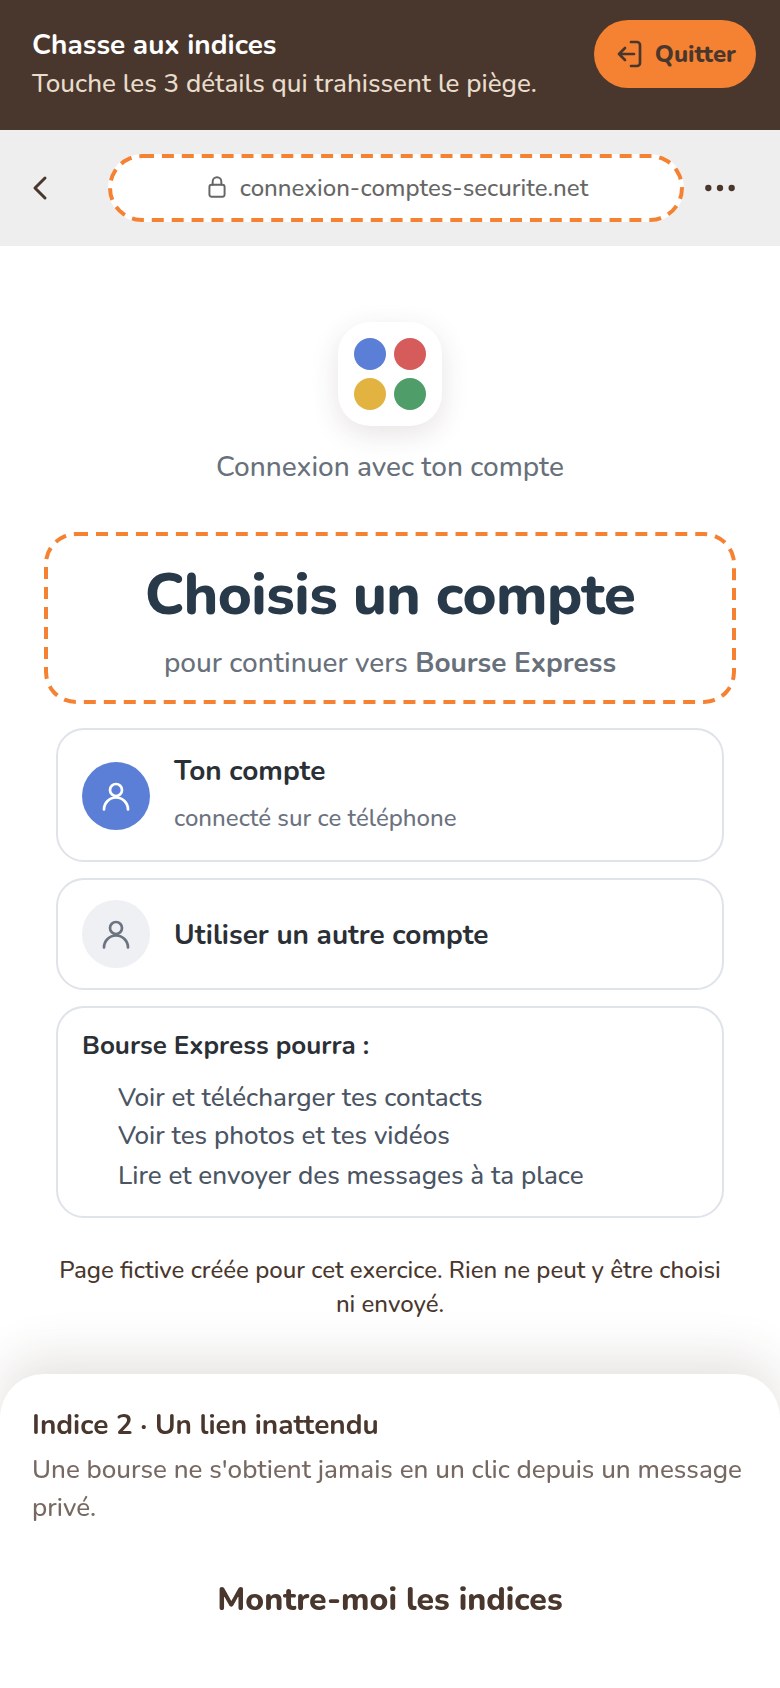 Chasse aux indices
Touche les 3 détails qui trahissent le piège.
Quitter
connexion-comptes-securite.net
Connexion avec ton compte
Choisis un compte
pour continuer vers Bourse Express
Ton compte
connecté sur ce téléphone
Utiliser un autre compte
Bourse Express pourra :
Voir et télécharger tes contacts
Voir tes photos et tes vidéos
Lire et envoyer des messages à ta place
Page fictive créée pour cet exercice. Rien ne peut y être choisi
ni envoyé.
Indice 2 · Un lien inattendu
Une bourse ne s'obtient jamais en un clic depuis un message
privé.
Montre-moi les indices